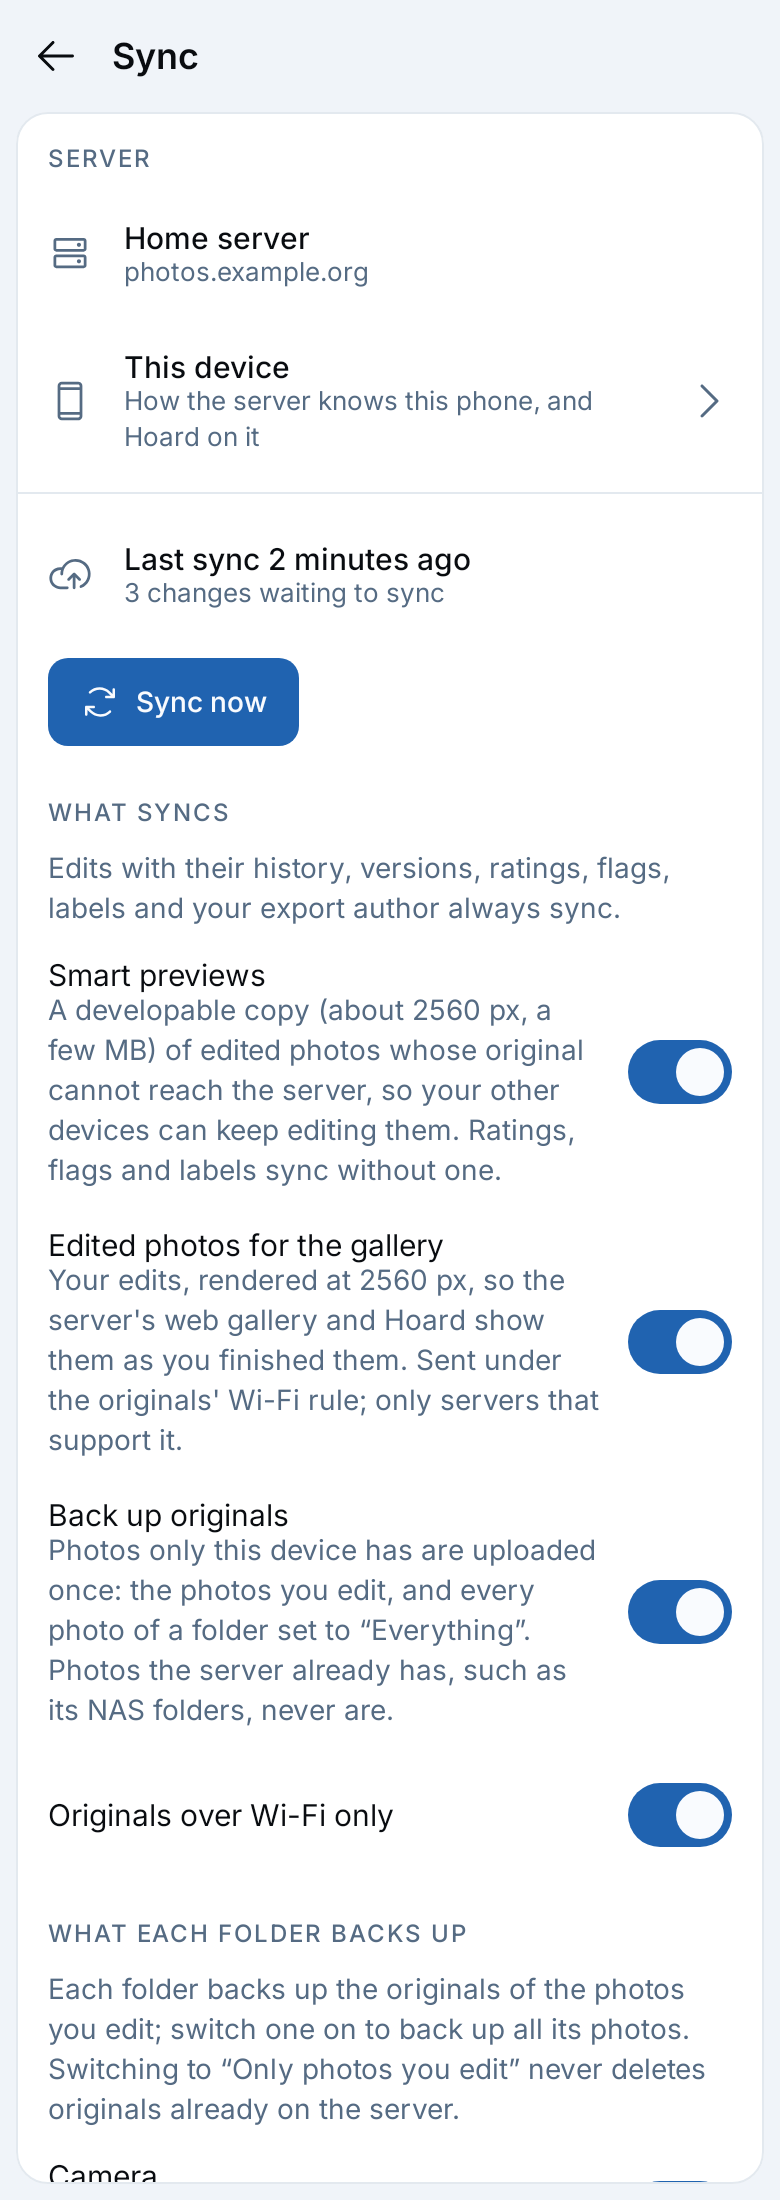 Sync
SERVER
Home server
photos.example.org
This device
How the server knows this phone, and
Hoard on it
Last sync 2 minutes ago
3 changes waiting to sync
Sync now
WHAT SYNCS
Edits with their history, versions, ratings, flags,
labels and your export author always sync.
Smart previews
A developable copy (about 2560 px, a
few MB) of edited photos whose original
cannot reach the server, so your other
devices can keep editing them. Ratings,
flags and labels sync without one.
Edited photos for the gallery
Your edits, rendered at 2560 px, so the
server's web gallery and Hoard show
them as you finished them. Sent under
the originals' Wi-Fi rule; only servers that
support it.
Back up originals
Photos only this device has are uploaded
once: the photos you edit, and every
photo of a folder set to “Everything”.
Photos the server already has, such as
its NAS folders, never are.
Originals over Wi-Fi only
WHAT EACH FOLDER BACKS UP
Each folder backs up the originals of the photos
you edit; switch one on to back up all its photos.
Switching to “Only photos you edit” never deletes
originals already on the server.
Camera